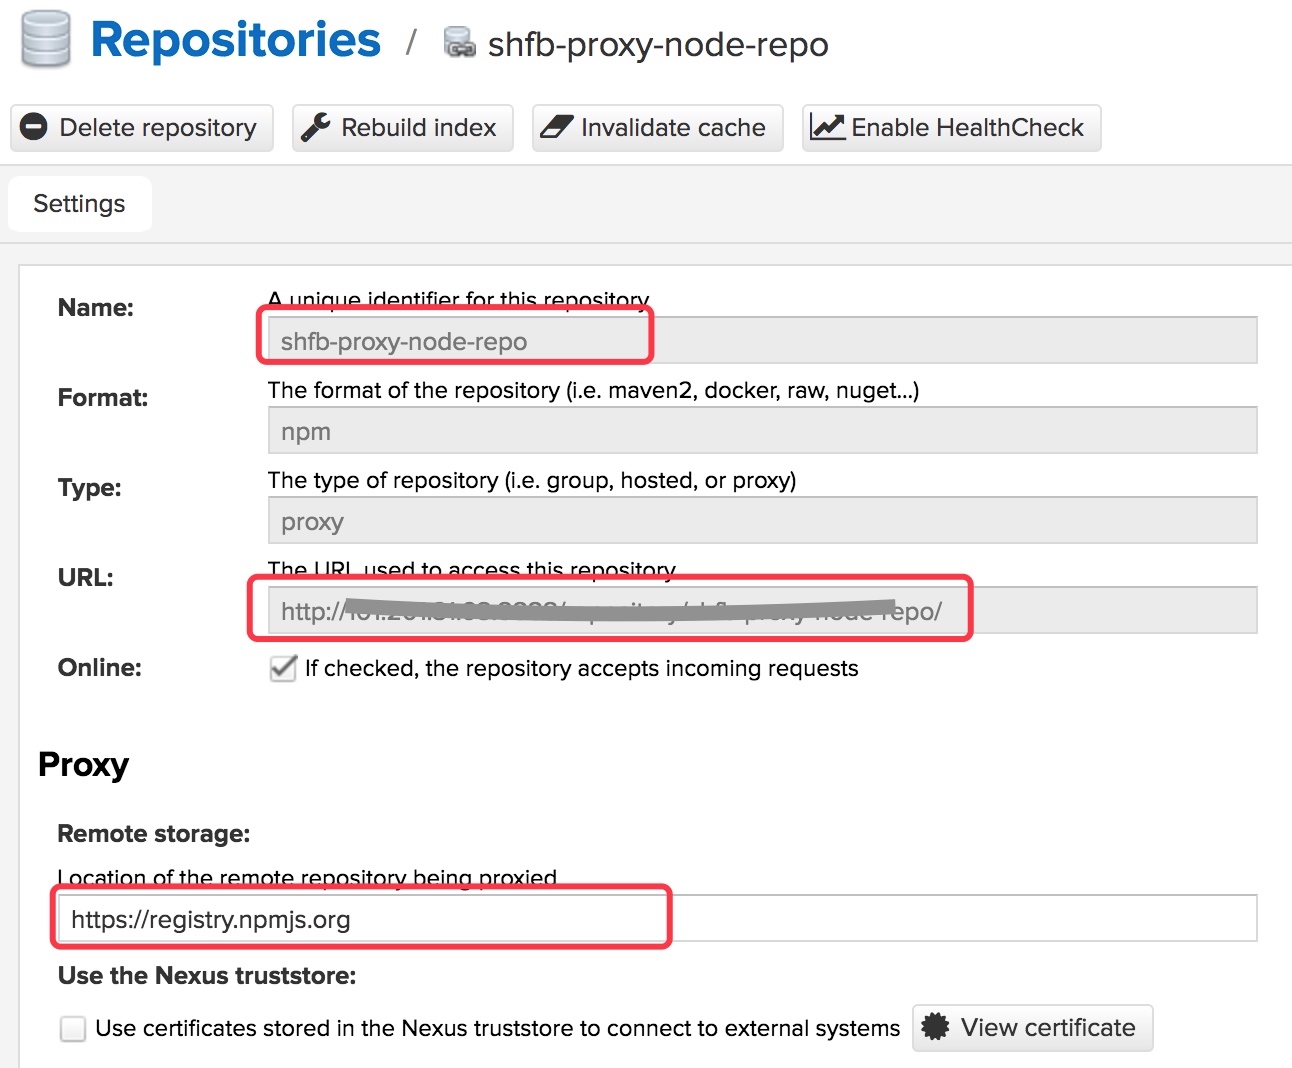 Repositories / shfb-proxy-node-repo
Delete repository Rebuild index Invalidate cache Enable HealthCheck
Settings
Name: A unique identifier for this repository
shfb-proxy-node-repo
Format: The format of the repository (i.e. maven2, docker, raw, nuget...)
npm
Type: The type of repository (i.e. group, hosted, or proxy)
proxy
URL: The URL used to access this repository
http:// repo/
Online: If checked, the repository accepts incoming requests
Proxy
Remote storage:
Location of the remote repository being proxied
https://registry.npmjs.org
Use the Nexus truststore:
Use certificates stored in the Nexus truststore to connect to external systems View certificate